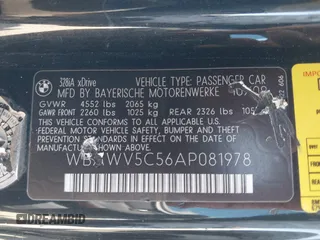 328iA xDrive
VEHICLE TYPE: PASSENGER CAR
MFD BY BAYERISCHE MOTORENWERKE 10/09
GVWR 4552 lbs 2065 kg
GAWR FRONT 2260 lbs 1025 kg REAR 2326 lbs
THIS VEHICLE CONFORMS TO ALL APPLICABLE
FEDERAL MOTOR VEHICLE SAFETY, BUMPER AND THEFT
PREVENTION STANDARDS IN EFFECT ON THE DATE OF
MANUFACTURE SHOWN ABOVE
DREAMBID